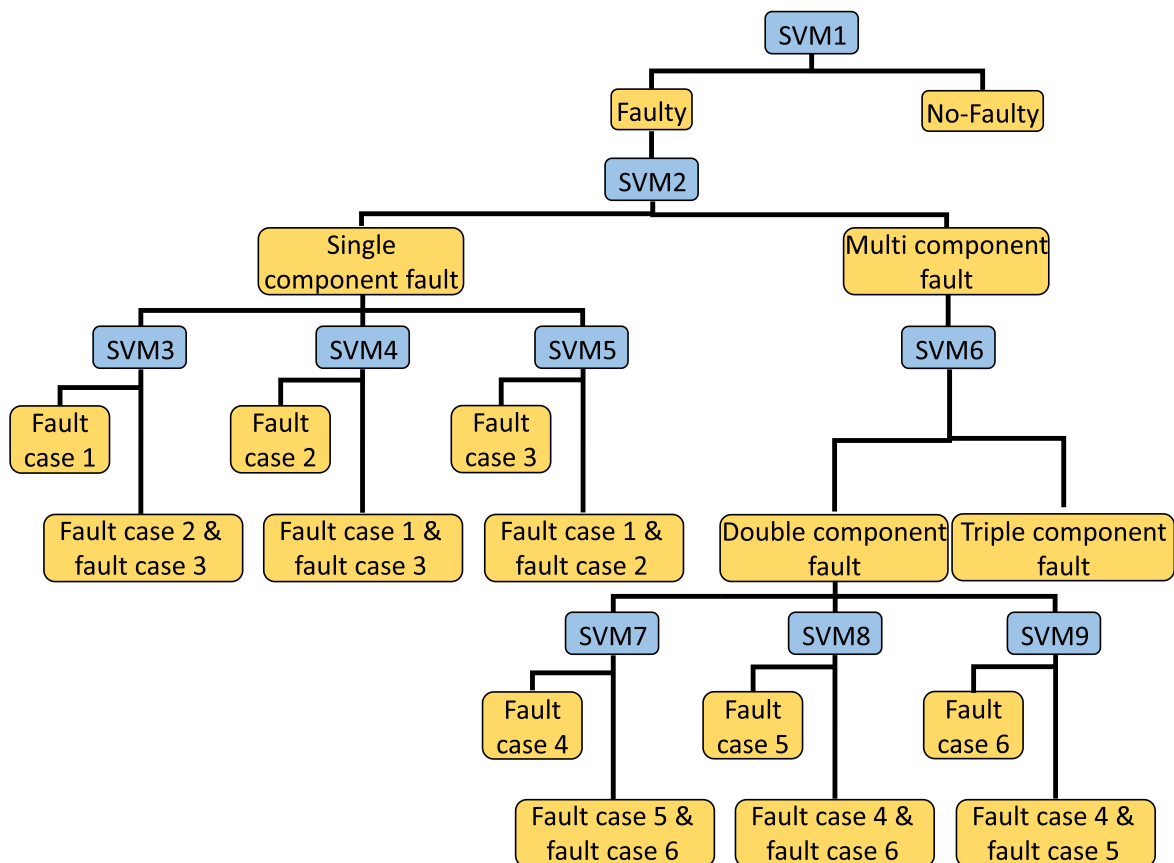 SVM1
Faulty
No-Faulty
SVM2
Single
component fault
Multi component
fault
SVM3
SVM4
SVM5
SVM6
Fault
case 1
Fault
case 2
Fault
case 3
Fault case 2 &
fault case 3
Fault case 1 &
fault case 3
Fault case 1 &
fault case 2
Double component
fault
Triple component
fault
SVM7
SVM8
SVM9
Fault
case 4
Fault
case 5
Fault
case 6
Fault case 5 &
fault case 6
Fault case 4 &
fault case 6
Fault case 4 &
fault case 5